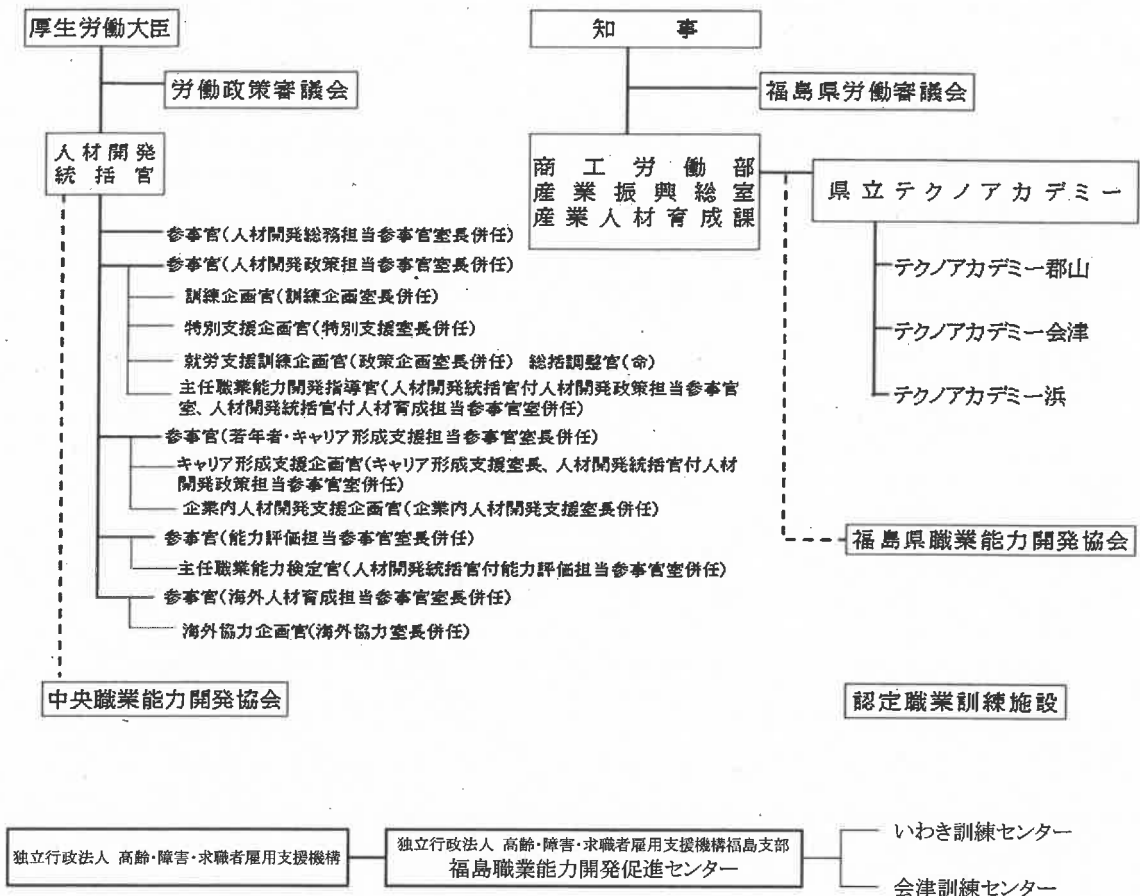 厚生労働大臣
労働政策審議会
人材開発
統括官
参事官(人材開発総務担当参事官室長併任)
参事官(人材開発政策担当参事官室長併任)
訓練企画官(訓練企画室長併任)
特別支援企画官(特別支援室長併任)
就労支援訓練企画官(政策企画室長併任) 総括調整官(命)
主任職業能力開発指導官(人材開発統括官付人材開発政策担当参事官
室、人材開発統括官付人材育成担当参事官室併任)
参事官(若年者・キャリア形成支援担当参事官室長併任)
キャリア形成支援企画官(キャリア形成支援室長、人材開発統括官付人材
開発政策担当参事官室併任)
企業内人材開発支援企画官(企業内人材開発支援室長併任)
参事官(能力評価担当参事官室長併任)
主任職業能力検定官(人材開発統括官付能力評価担当参事官室併任)
参事官(海外人材育成担当参事官室長併任)
海外協力企画官(海外協力室長併任)
中央職業能力開発協会
知 事
福島県労働審議会
商工労働部
産業振興総室
産業人材育成課
県立テクノアカデミー
テクノアカデミー郡山
テクノアカデミー会津
テクノアカデミー浜
福島県職業能力開発協会
認定職業訓練施設
独立行政法人 高齢・障害・求職者雇用支援機構
独立行政法人 高齢・障害・求職者雇用支援機構福島支部
福島職業能力開発促進センター
いわき訓練センター
会津訓練センター